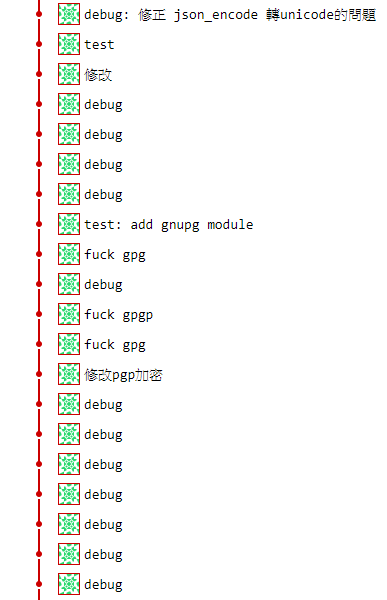 debug: 修正 json_encode 轉unicode的問題
test
修改
debug
debug
debug
debug
test: add gnupg module
fuck gpg
debug
fuck gpgp
fuck gpg
修改pgp加密
debug
debug
debug
debug
debug
debug
debug